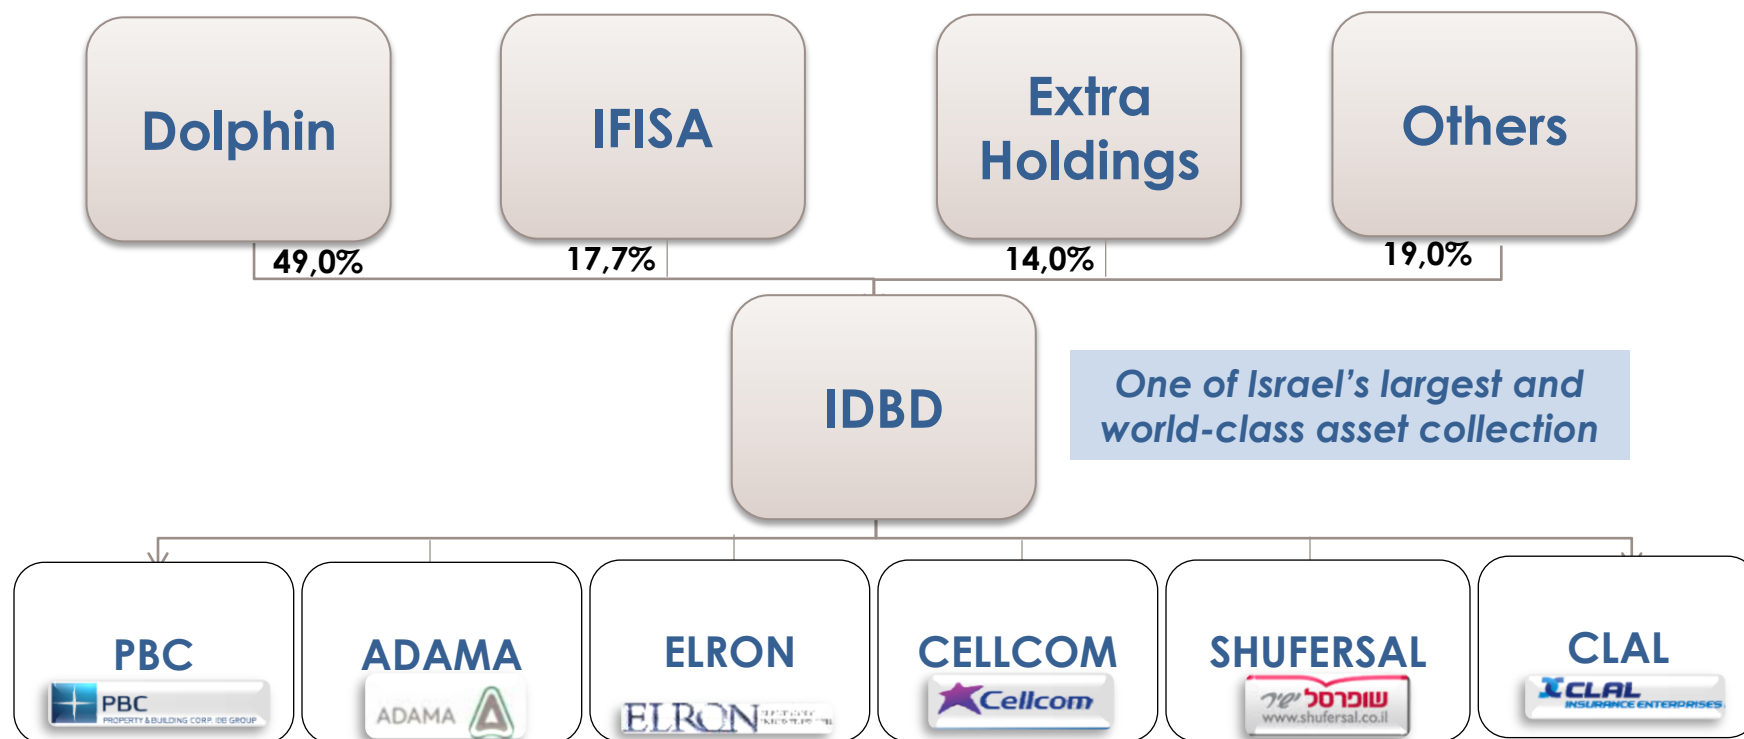 Dolphin
IFISA
Extra
Holdings
Others
49,0%
17,7%
14,0%
19,0%
IDBD
One of Israel’s largest and
world-class asset collection
PBC
ADAMA
ELRON
CELLCOM
SHUFERSAL
CLAL
PBC
PROPERTY & BUILDING CORP. IDB GROUP
ADAMA
ELRON
Cellcom
שופרסל ישיר
www.shufersal.co.il
CLAL
INSURANCE ENTERPRISES